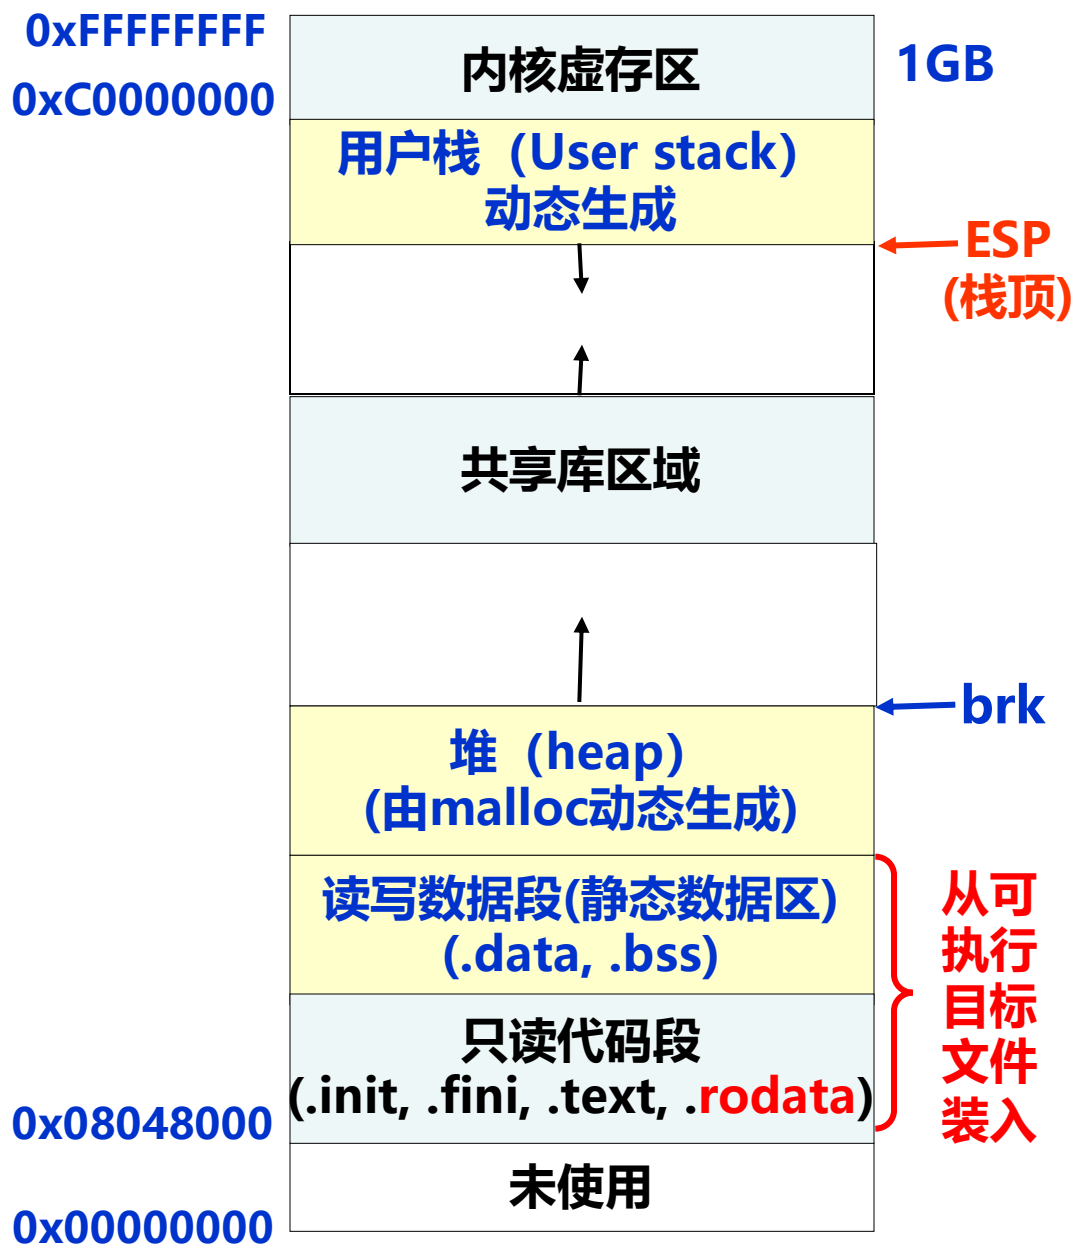 0xFFFFFFFF
内核虚存区
1GB
0xC0000000
用户栈（User stack）
动态生成
ESP
(栈顶)
共享库区域
brk
堆（heap）
(由malloc动态生成)
读写数据段(静态数据区)
(.data, .bss)
从可
执行
目标
文件
装入
只读代码段
(.init, .fini, .text, .rodata)
0x08048000
未使用
0x00000000